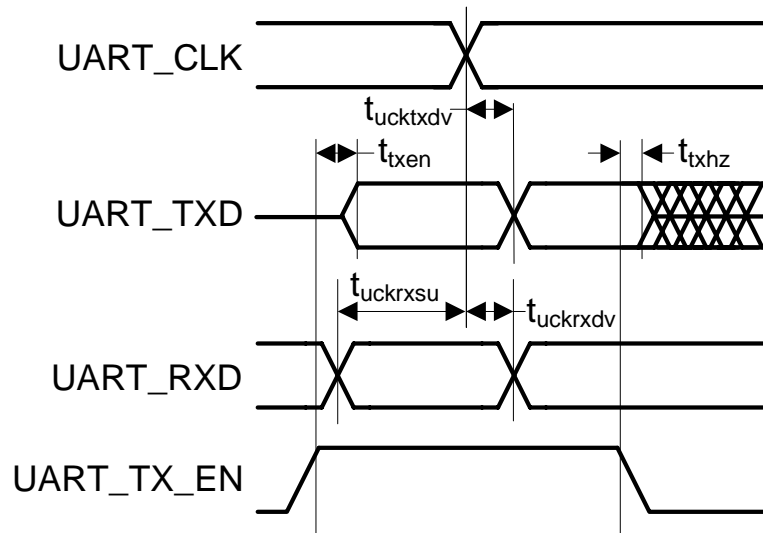 UART_CLK
tucktxdv
ttxen
ttxhz
UART_TXD
tuckrxsu
tuckrxdv
UART_RXD
UART_TX_EN